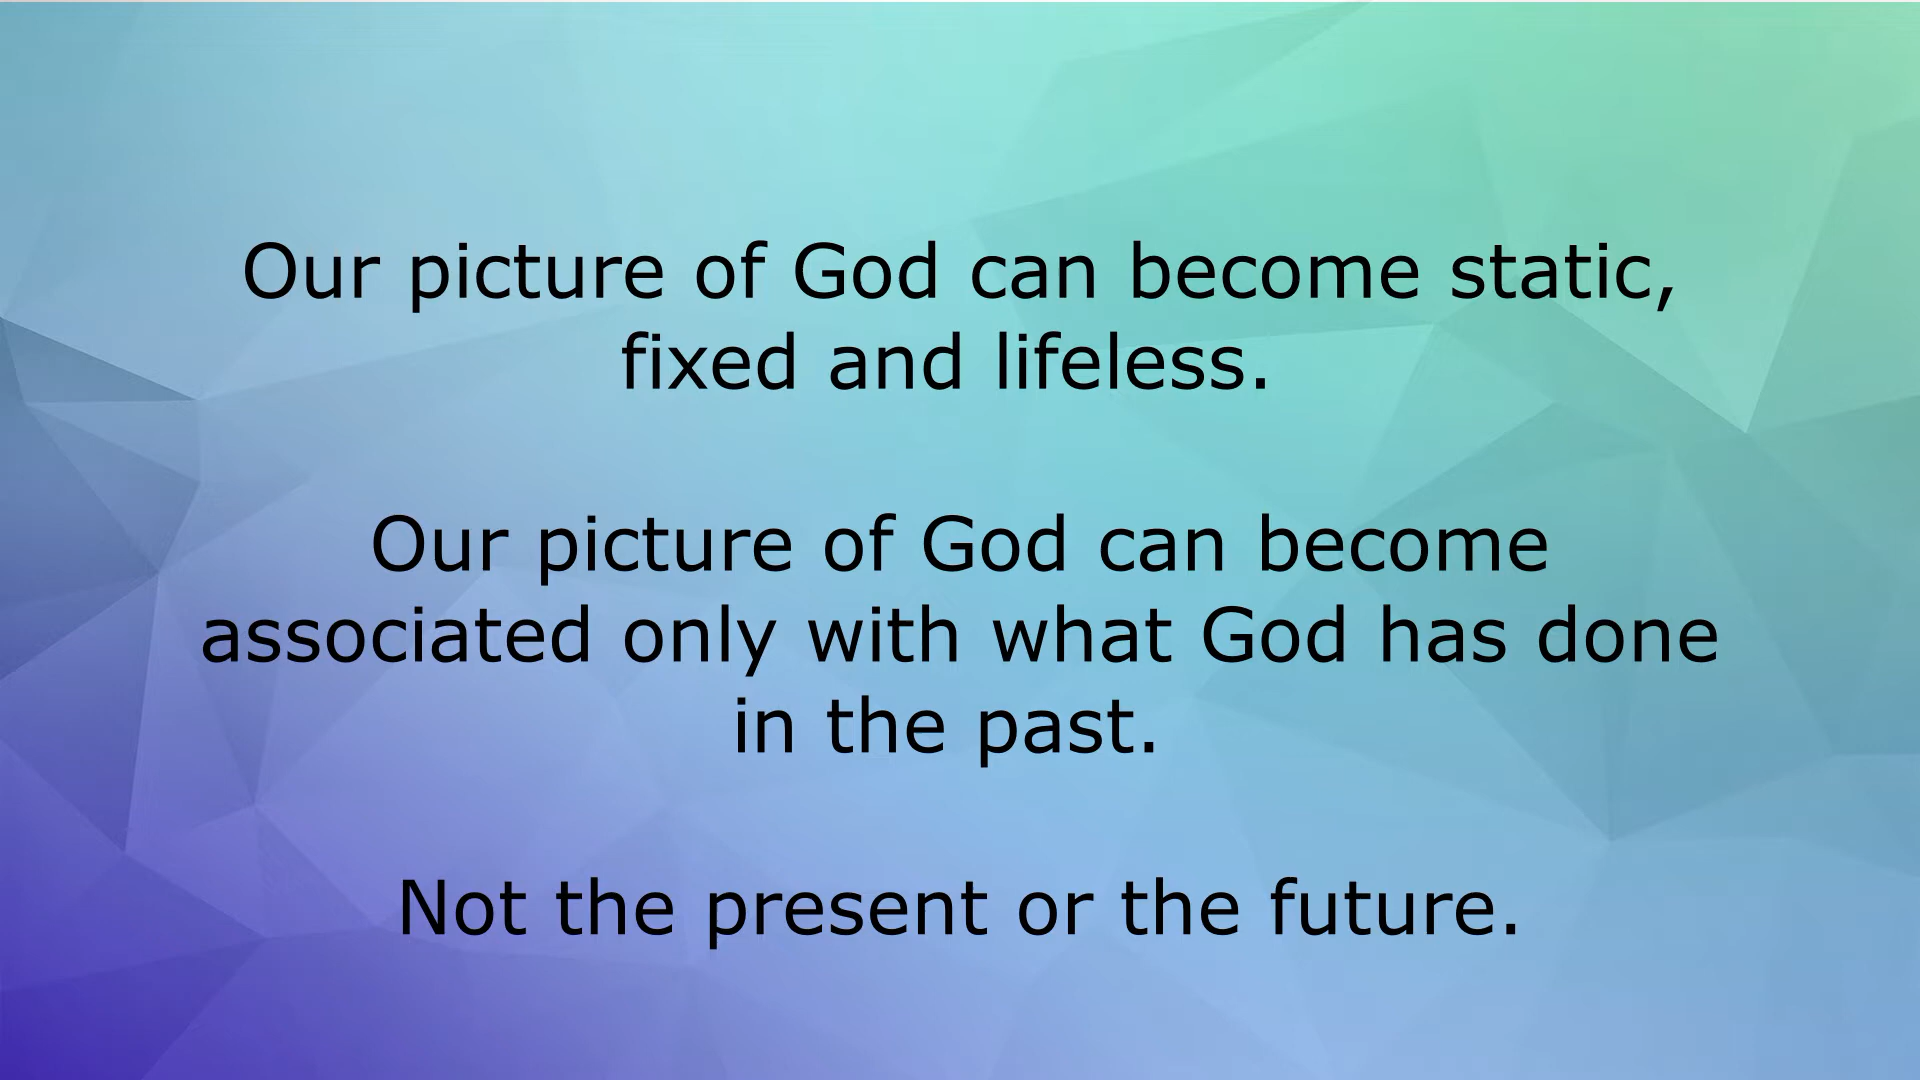 Our picture of God can become static,
fixed and lifeless.
Our picture of God can become
associated only with what God has done
in the past.
Not the present or the future.